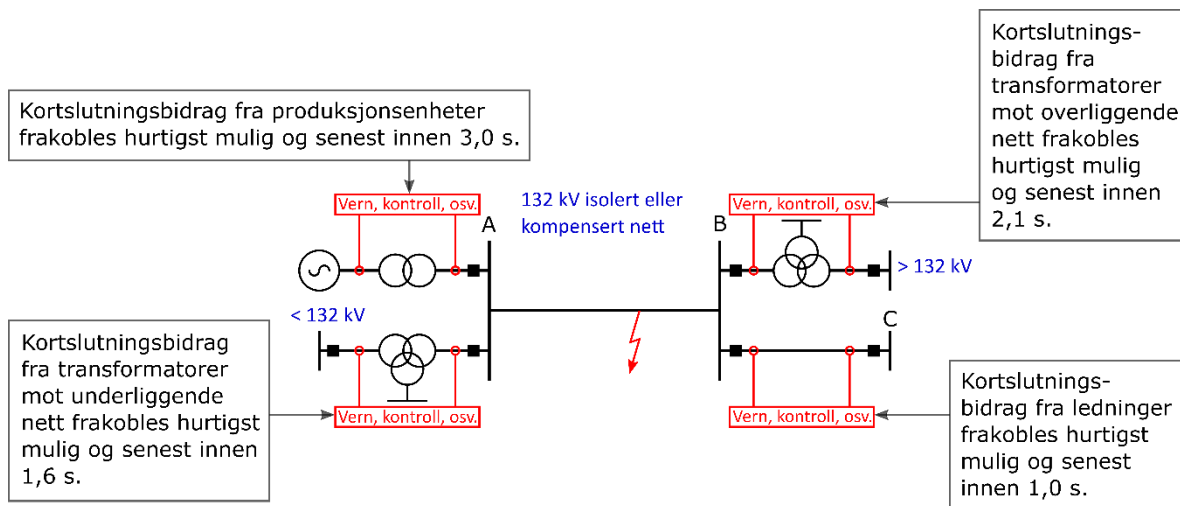 Kortslutningsbidrag fra produksjonsenheter
frakobles hurtigst mulig og senest innen 3,0 s.
Kortslutnings-
bidrag fra
transformatorer
mot overliggende
nett frakobles
hurtigst mulig
og senest innen
2,1 s.
Vern, kontroll, osv.
132 kV isolert eller
kompensert nett
Vern, kontroll, osv.
A
B
> 132 kV
< 132 kV
C
Kortslutningsbidrag
fra transformatorer
mot underliggende
nett frakobles hurtigst
mulig og senest innen
1,6 s.
Vern, kontroll, osv.
Vern, kontroll, osv.
Kortslutnings-
bidrag fra ledninger
frakobles hurtigst
mulig og senest
innen 1,0 s.